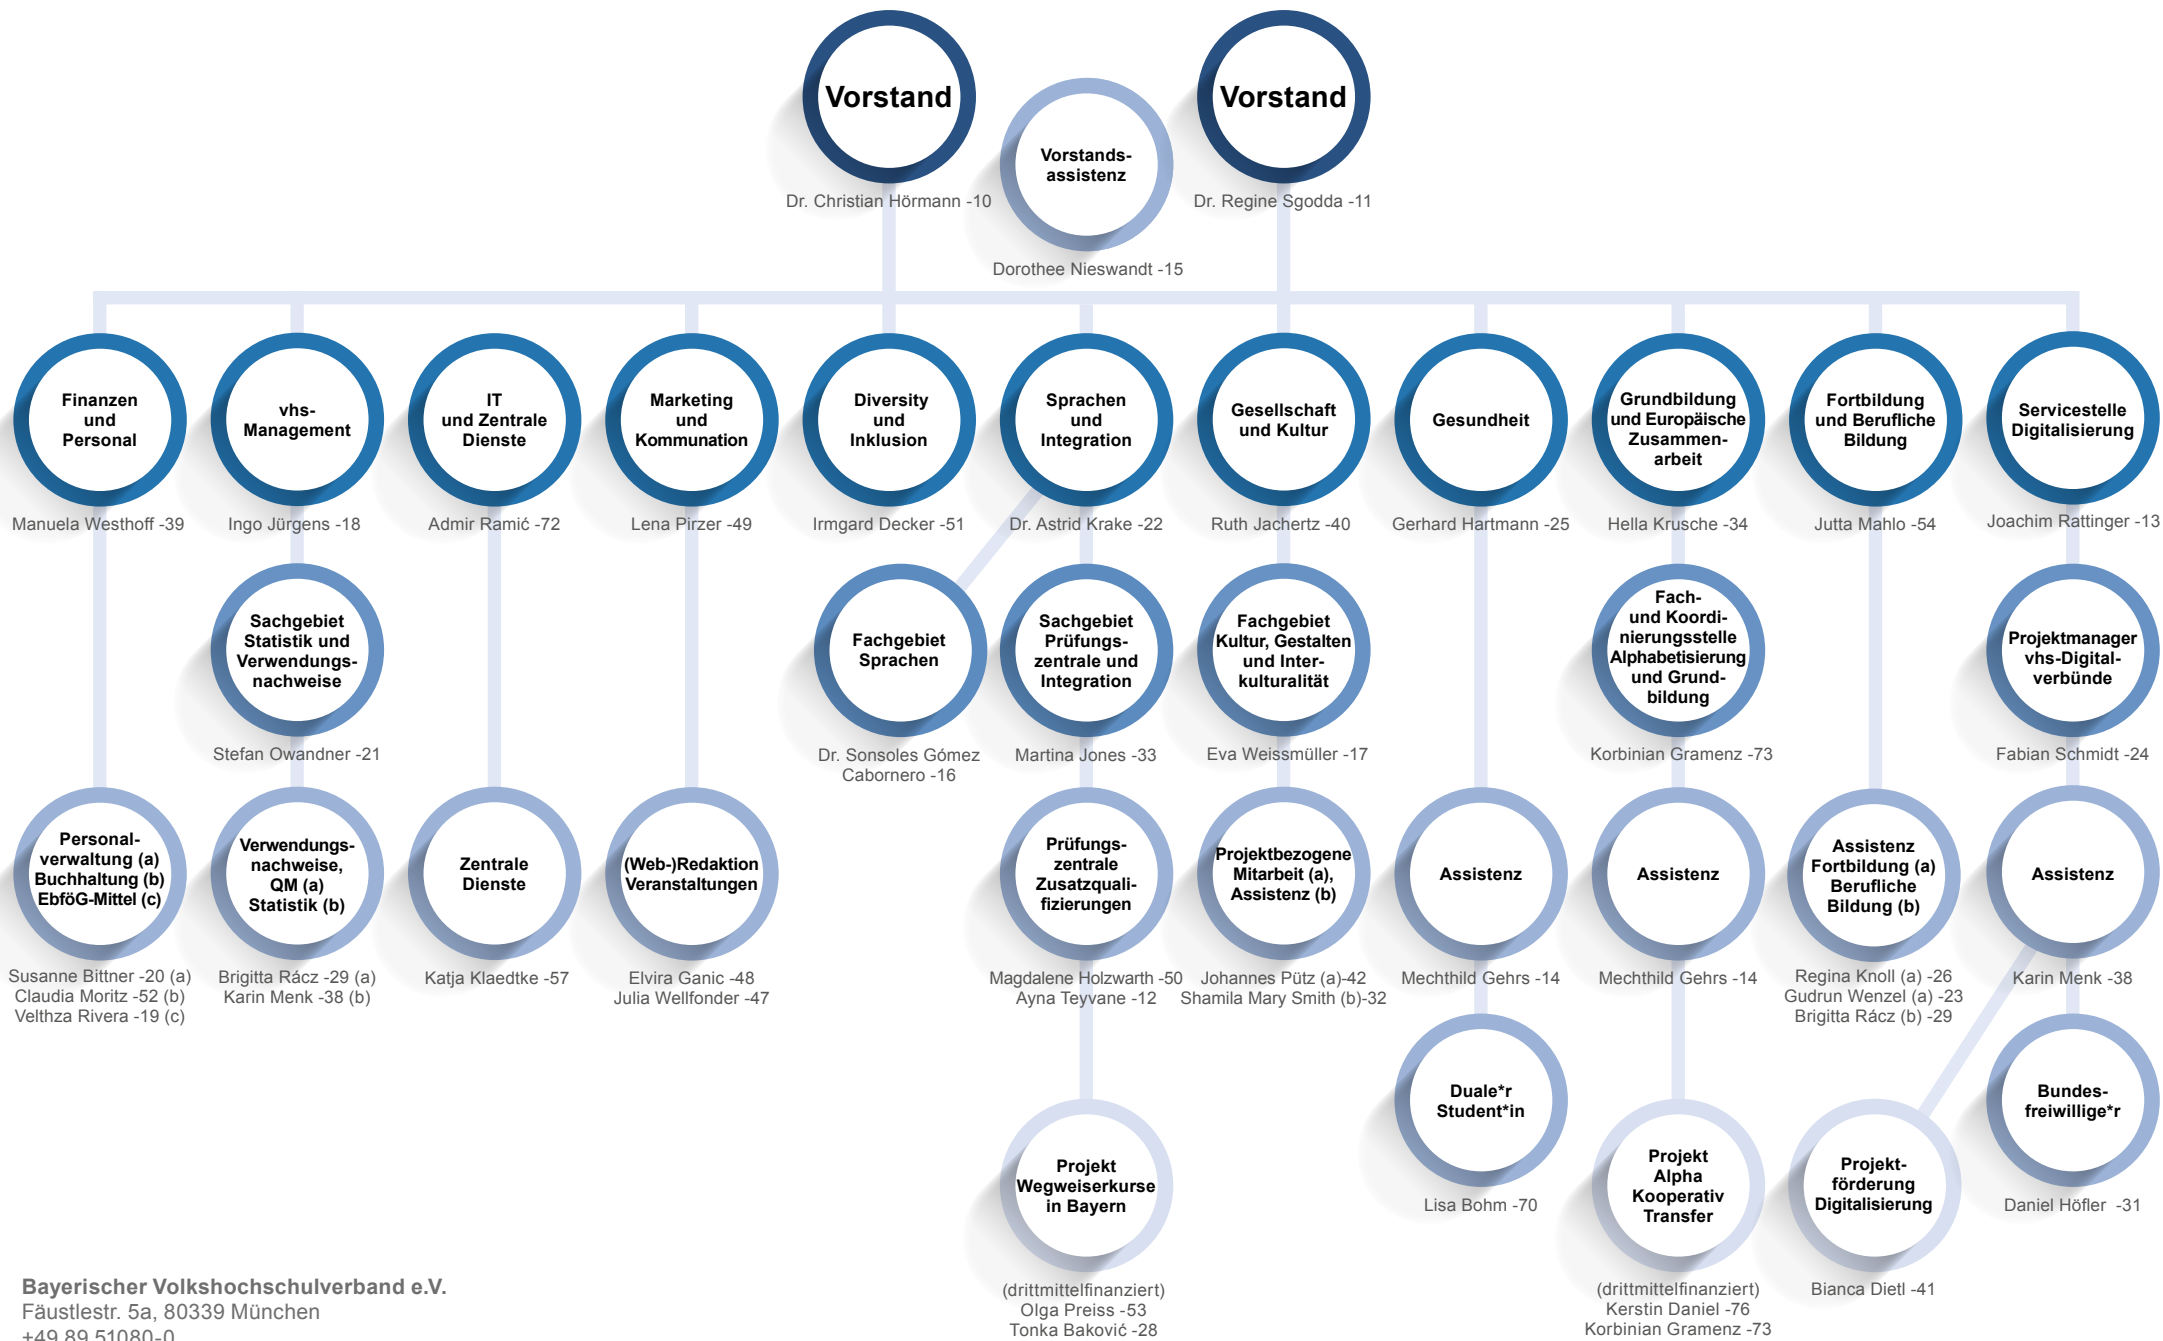 Vorstand
Vorstand
Vorstands-
assistenz
Dr. Christian Hörmann -10
Dr. Regine Sgodda -11
Dorothee Nieswandt -15
Finanzen
und
Personal
vhs-
Management
IT
und Zentrale
Dienste
Marketing
und
Kommunation
Diversity
und
Inklusion
Sprachen
und
Integration
Gesellschaft
und Kultur
Gesundheit
Grundbildung
und Europäische
Zusammen-
arbeit
Fortbildung
und Berufliche
Bildung
Servicestelle
Digitalisierung
Manuela Westhoff -39
Ingo Jürgens -18
Admir Ramić -72
Lena Pirzer -49
Irmgard Decker -51
Dr. Astrid Krake -22
Ruth Jachertz -40
Gerhard Hartmann -25
Hella Krusche -34
Jutta Mahlo -54
Joachim Rattinger -13
Sachgebiet
Statistik und
Verwendungs-
nachweise
Fachgebiet
Sprachen
Sachgebiet
Prüfungs-
zentrale und
Integration
Fachgebiet
Kultur, Gestalten
und Inter-
kulturalität
Fach-
und Koordi-
nierungsstelle
Alphabetisierung
und Grund-
bildung
Projektmanager
vhs-Digital-
verbünde
Stefan Owandner -21
Dr. Sonsoles Gómez
Cabornero -16
Martina Jones -33
Eva Weissmüller -17
Korbinian Gramenz -73
Fabian Schmidt -24
Personal-
verwaltung (a)
Buchhaltung (b)
EbföG-Mittel (c)
Verwendungs-
nachweise,
QM (a)
Statistik (b)
Zentrale
Dienste
(Web-)Redaktion
Veranstaltungen
Prüfungs-
zentrale
Zusatzquali-
fizierungen
Projektbezogene
Mitarbeit (a),
Assistenz (b)
Assistenz
Assistenz
Assistenz
Fortbildung (a)
Berufliche
Bildung (b)
Assistenz
Susanne Bittner -20 (a)
Claudia Moritz -52 (b)
Velthza Rivera -19 (c)
Brigitta Rácz -29 (a)
Karin Menk -38 (b)
Katja Klaedtke -57
Elvira Ganic -48
Julia Wellfonder -47
Magdalene Holzwarth -50
Ayna Teyvane -12
Johannes Pütz (a)-42
Shamila Mary Smith (b)-32
Mechthild Gehrs -14
Mechthild Gehrs -14
Regina Knoll (a) -26
Gudrun Wenzel (a) -23
Brigitta Rácz (b) -29
Karin Menk -38
Duale*r
Student*in
Bundes-
freiwillige*r
Projekt
Wegweiserkurse
in Bayern
Projekt
Alpha
Kooperativ
Transfer
Projekt-
förderung
Digitalisierung
Lisa Bohm -70
Daniel Höfler -31
(drittmittelfinanziert)
Olga Preiss -53
Tonka Baković -28
(drittmittelfinanziert)
Kerstin Daniel -76
Korbinian Gramenz -73
Bianca Dietl -41
Bayerischer Volkshochschulverband e.V.
Fäustlestr. 5a, 80339 München
+49 89 51080-0